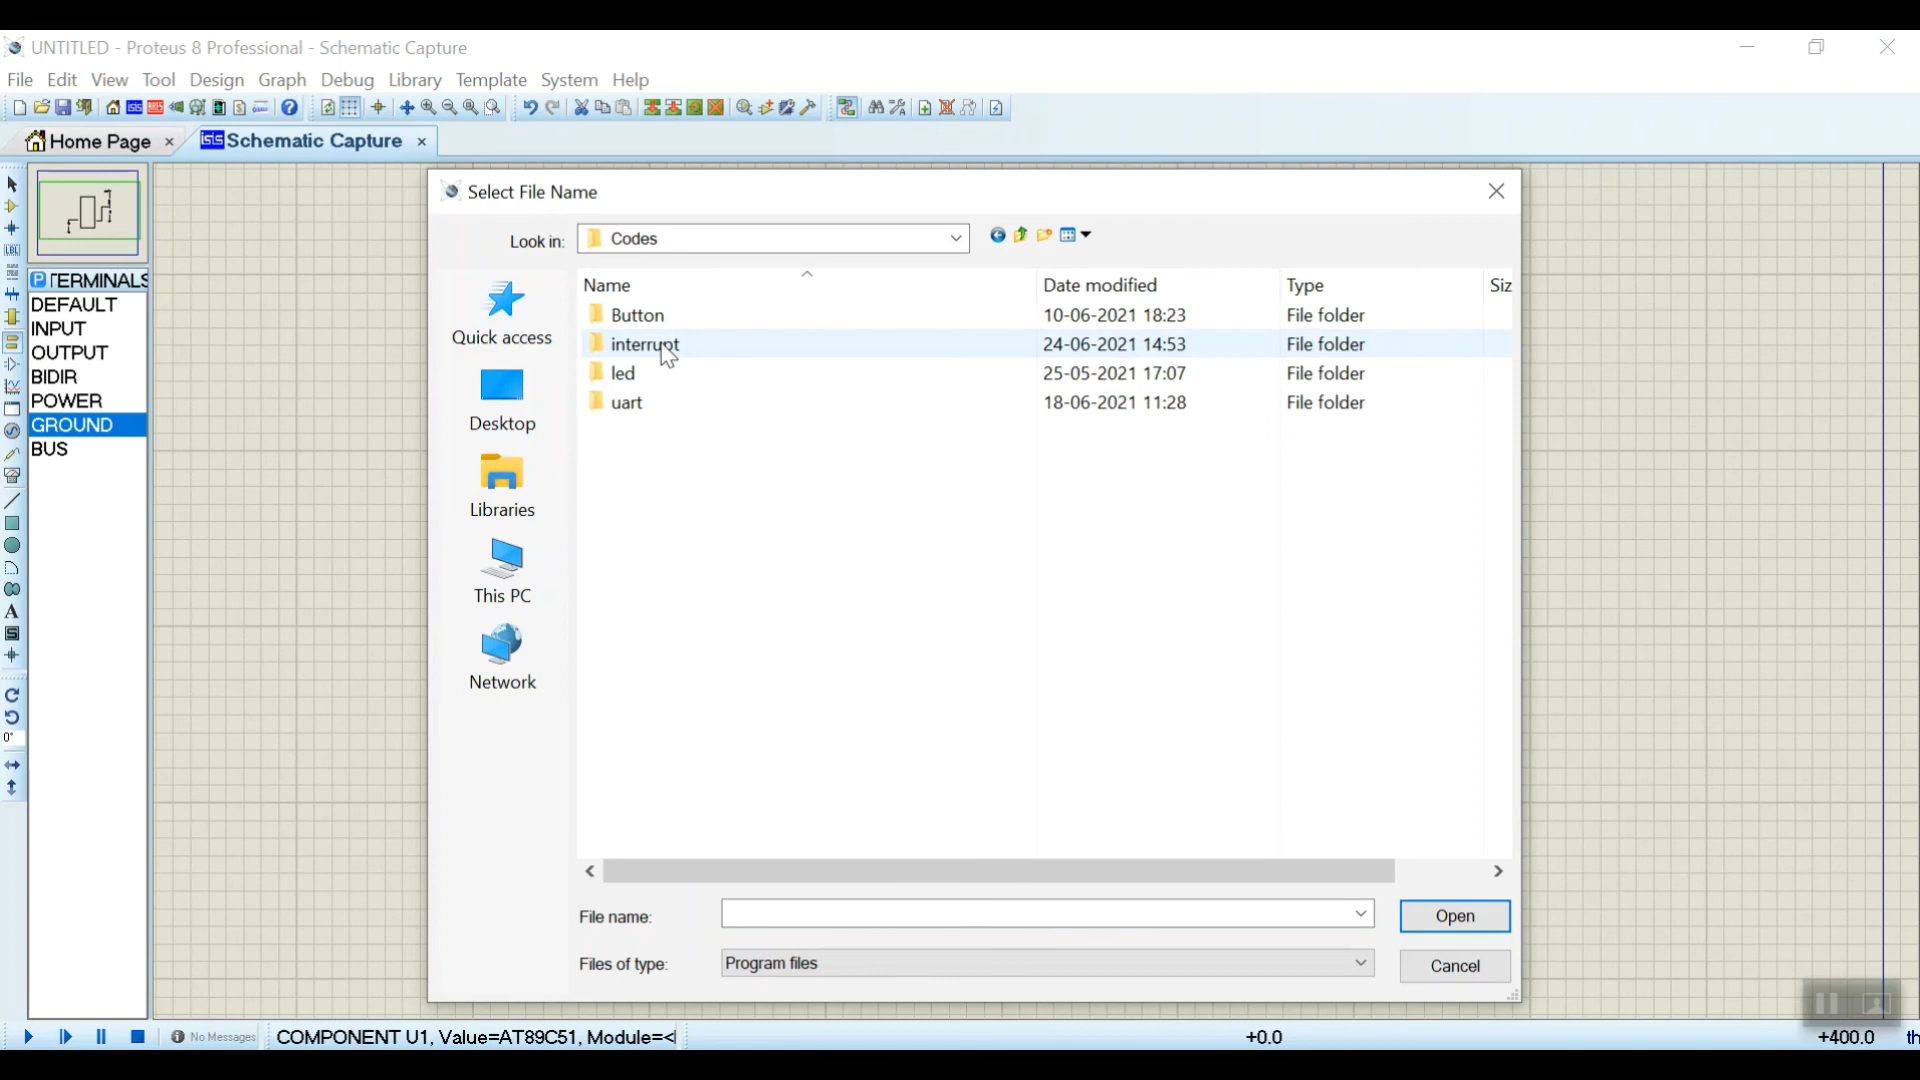 UNTITLED - Proteus 8 Professional - Schematic Capture
File Edit View Tool Design Graph Debug Library Template System Help
Home Page × Schematic Capture ×
Select File Name
Look in: Codes
P TERMINALS
DEFAULT
INPUT
OUTPUT
BIDIR
POWER
GROUND
BUS
Quick access
Desktop
Libraries
This PC
Network
Name Date modified Type Siz
Button 10-06-2021 18:23 File folder
interrupt 24-06-2021 14:53 File folder
led 25-05-2021 17:07 File folder
uart 18-06-2021 11:28 File folder
LBL
A
S
0°
File name: Open
Files of type: Program files Cancel
No Messages COMPONENT U1, Value=AT89C51, Module=< +0.0 +400.0 th